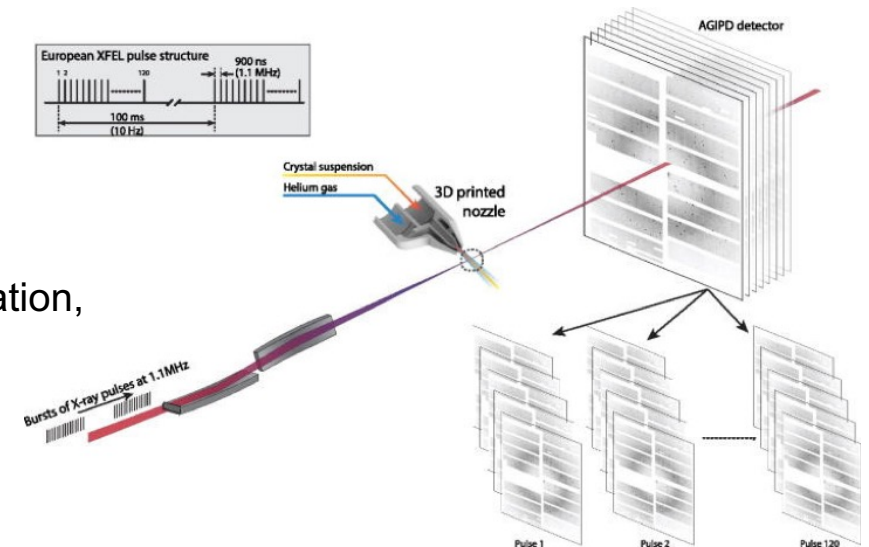 AGIPD detector
European XFEL pulse structure
900 ns
(1.1 MHz)
1 2
120
100 ms
(10 Hz)
Crystal suspension
Helium gas
3D printed
nozzle
ation,
Bursts of X-ray pulses at 1.1MHz
Pulse 1
Pulse 2
Pulse 120